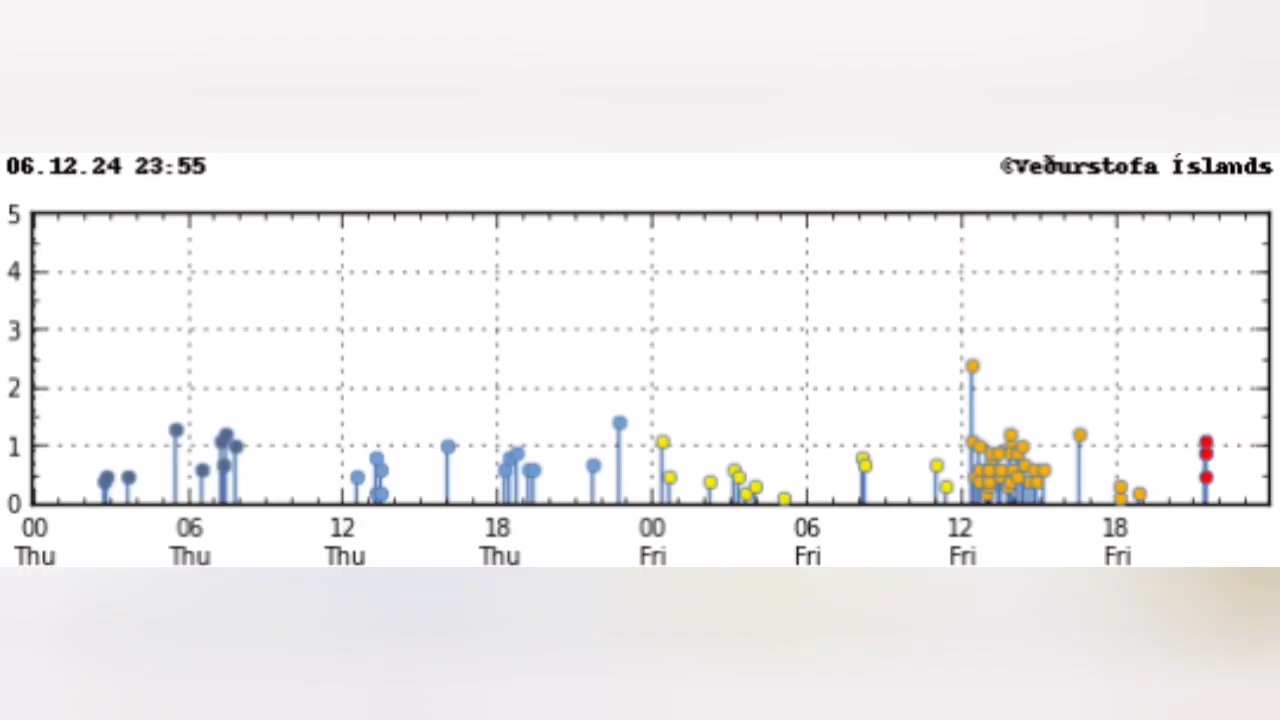 06.12.24 23:55
©Veðurstofa Íslands
5
4
3
2
1
0
00 06 12 18 00 06 12 18
Thu Thu Thu Thu Fri Fri Fri Fri